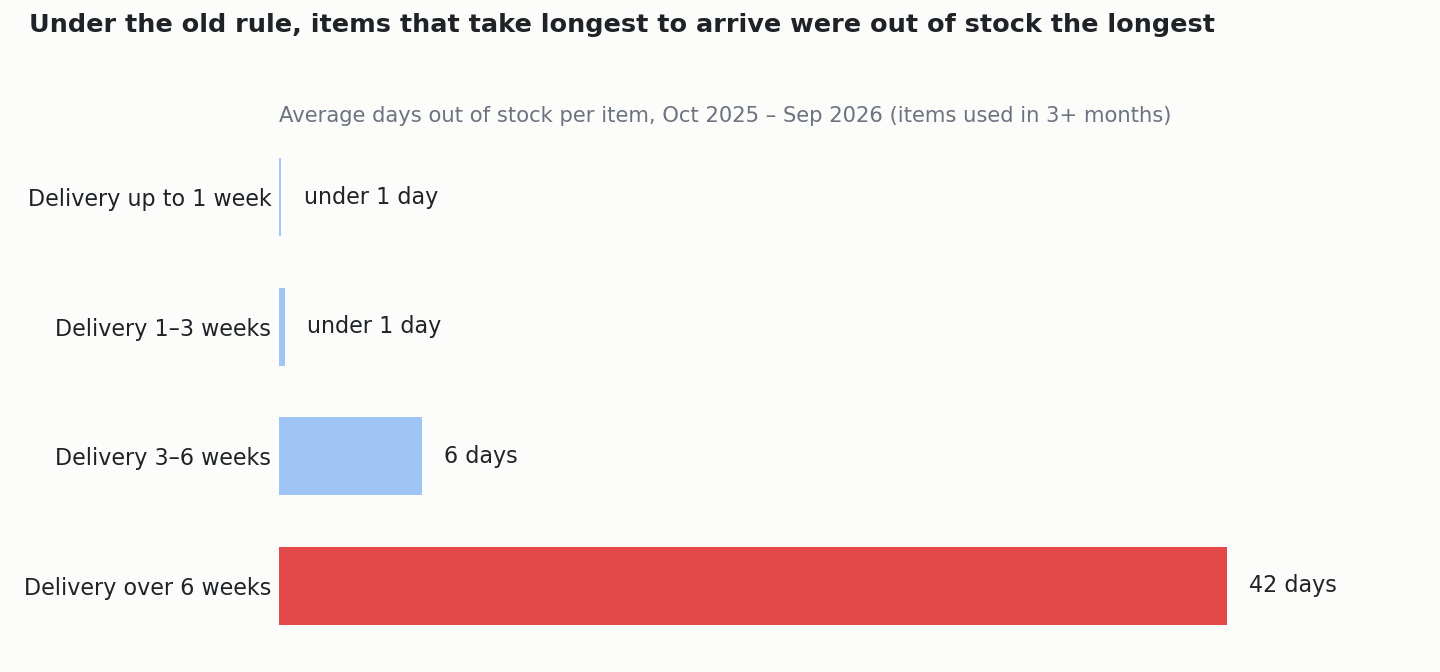 Under the old rule, items that take longest to arrive were out of stock the longest
Average days out of stock per item, Oct 2025 – Sep 2026 (items used in 3+ months)
Delivery up to 1 week under 1 day
Delivery 1–3 weeks under 1 day
Delivery 3–6 weeks 6 days
Delivery over 6 weeks 42 days